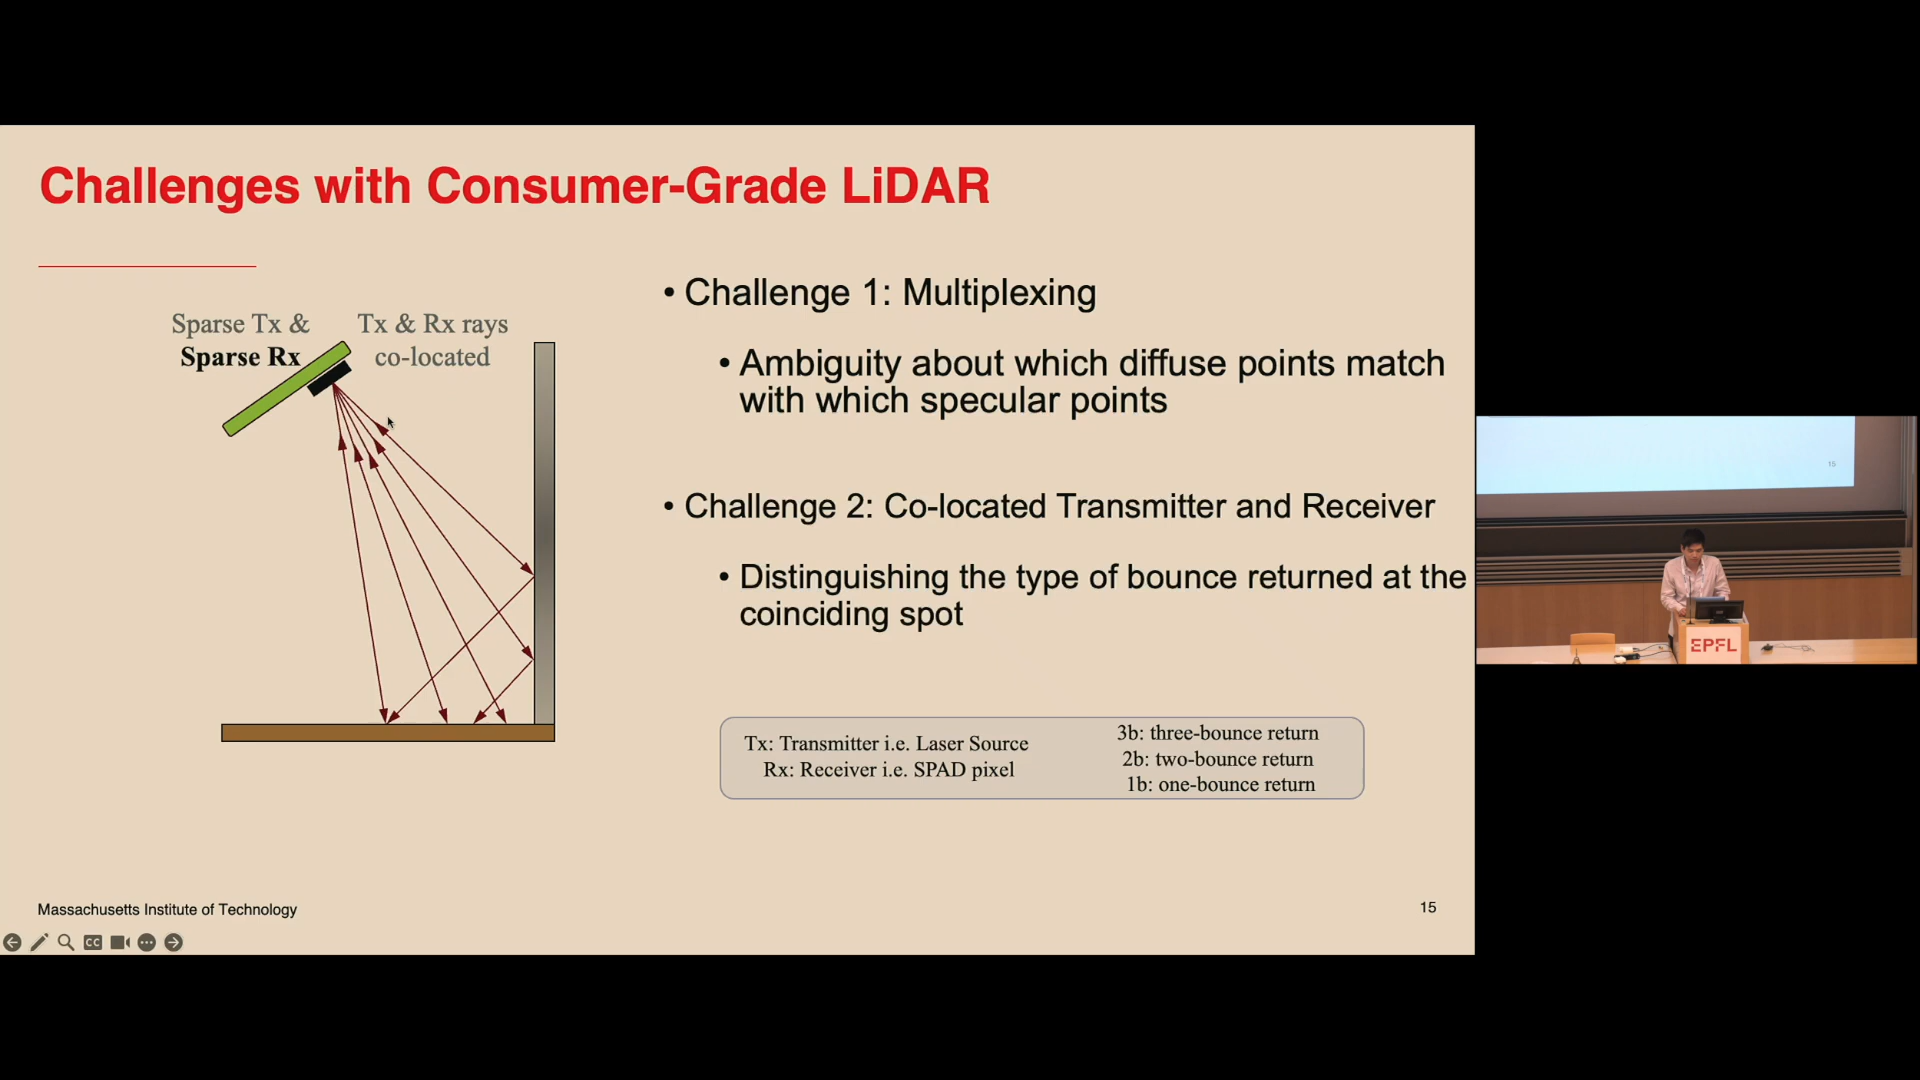 Challenges with Consumer-Grade LiDAR
Sparse Tx &
Sparse Rx
Tx & Rx rays
co-located
• Challenge 1: Multiplexing
• Ambiguity about which diffuse points match
with which specular points
• Challenge 2: Co-located Transmitter and Receiver
• Distinguishing the type of bounce returned at the
coinciding spot
Tx: Transmitter i.e. Laser Source
Rx: Receiver i.e. SPAD pixel
3b: three-bounce return
2b: two-bounce return
1b: one-bounce return
Massachusetts Institute of Technology
15
CC
15
EPFL